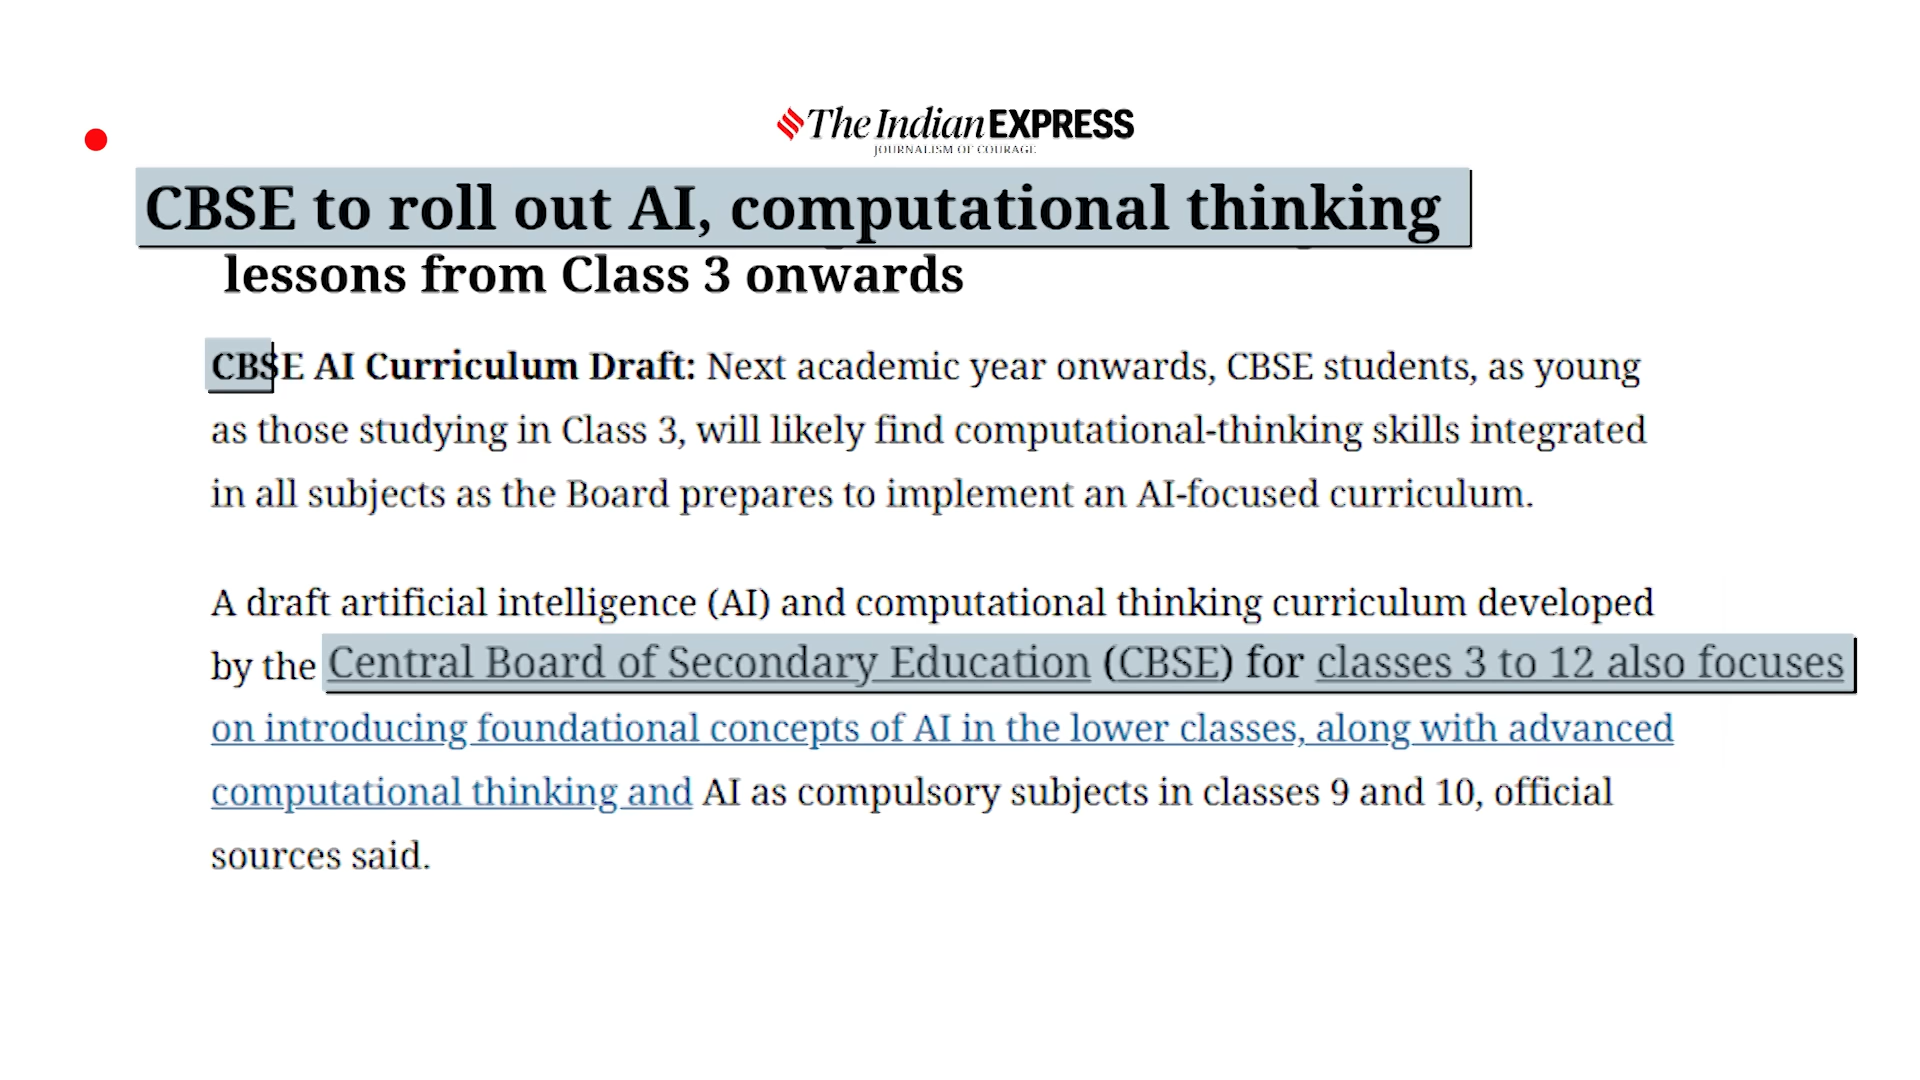 The Indian EXPRESS
JOURNALISM OF COURAGE
CBSE to roll out AI, computational thinking
lessons from Class 3 onwards
CBSE AI Curriculum Draft: Next academic year onwards, CBSE students, as young
as those studying in Class 3, will likely find computational-thinking skills integrated
in all subjects as the Board prepares to implement an AI-focused curriculum.
A draft artificial intelligence (AI) and computational thinking curriculum developed
by the Central Board of Secondary Education (CBSE) for classes 3 to 12 also focuses
on introducing foundational concepts of AI in the lower classes, along with advanced
computational thinking and AI as compulsory subjects in classes 9 and 10, official
sources said.